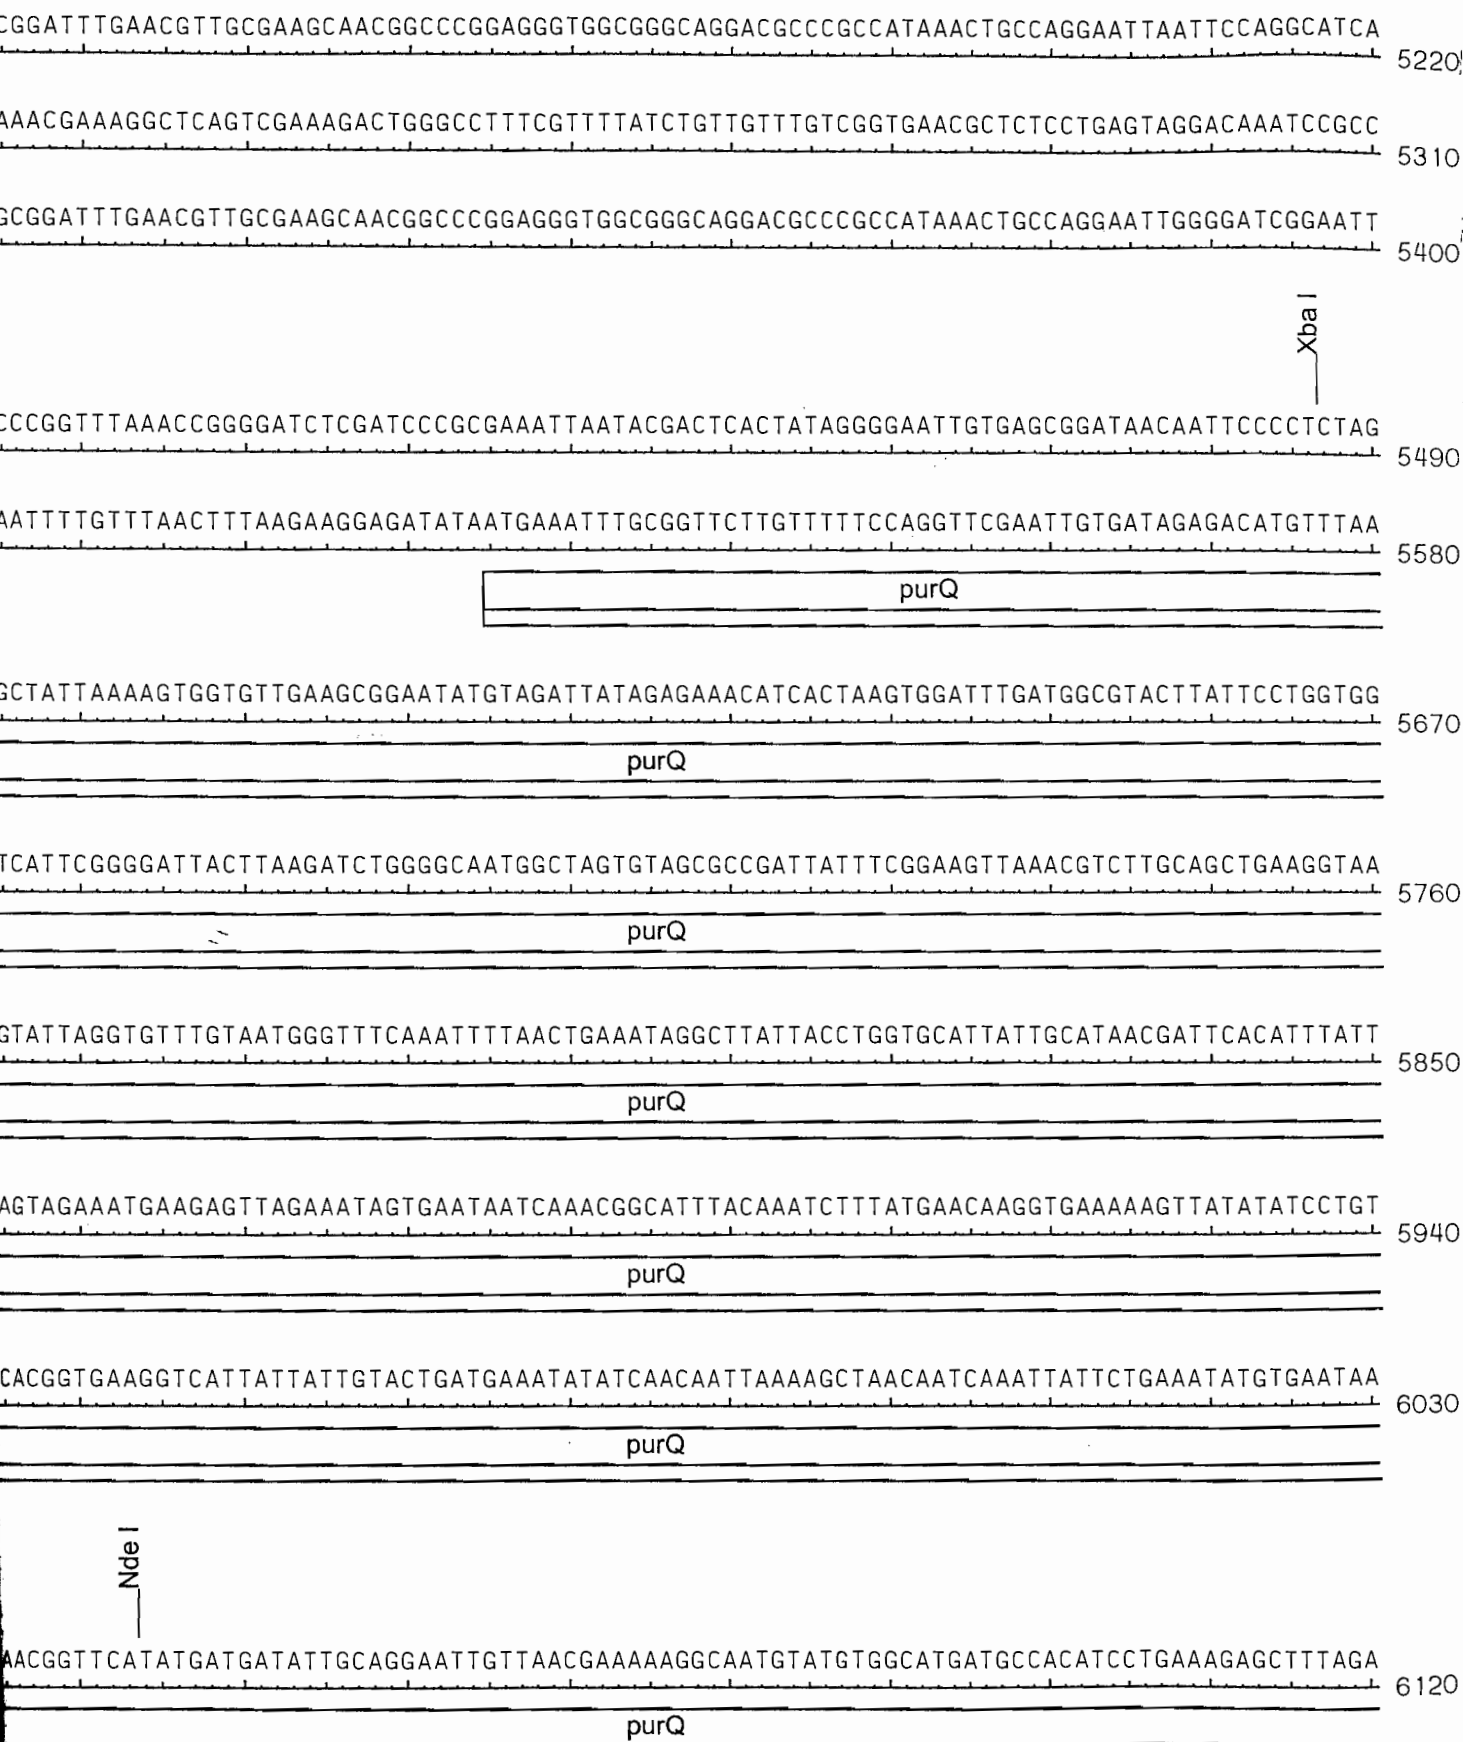 CGGATTTGAACGTTGCGAAGCAACGGCCCGGAGGGTGGCGGGCAGGACGCCCGCCATAAACTGCCAGGAATTAATTCCAGGCATCA
5220
AAACGAAAGGCTCAGTCGAAAGACTGGGCCTTTCGTTTTATCTGTTGTTTGTCGGTGAACGCTCTCCTGAGTAGGACAAATCCGCC
5310
GCGGATTTGAACGTTGCGAAGCAACGGCCCGGAGGGTGGCGGGCAGGACGCCCGCCATAAACTGCCAGGAATTGGGGATCGGAATT
5400
Xba I
CCCGGTTTAAACCGGGGATCTCGATCCCGCGAAATTAATACGACTCACTATAGGGGAATTGTGAGCGGATAACAATTCCCCTCTAG
5490
AATTTTGTTTAACTTTAAGAAGGAGATATAATGAAATTTGCGGTTCTTGTTTTTCCAGGTTCGAATTGTGATAGAGACATGTTTAA
5580
purQ
GCTATTAAAAGTGGTGTTGAAGCGGAATATGTAGATTATAGAGAAACATCACTAAGTGGATTTGATGGCGTACTTATTCCTGGTGG
5670
purQ
TCATTCGGGGATTACTTAAGATCTGGGGCAATGGCTAGTGTAGCGCCGATTATTTCGGAAGTTAAACGTCTTGCAGCTGAAGGTAA
5760
purQ
GTATTAGGTGTTTGTAATGGGTTTCAAATTTTAACTGAAATAGGCTTATTACCTGGTGCATTATTGCATAACGATTCACATTTATT
5850
purQ
AGTAGAAATGAAGAGTTAGAAATAGTGAATAATCAAACGGCATTTACAAATCTTTATGAACAAGGTGAAAAAGTTATATATCCTGT
5940
purQ
CACGGTGAAGGTCATTATTATTGTACTGATGAAATATATCAACAATTAAAAGCTAACAATCAAATTATTCTGAAATATGTGAATAA
6030
purQ
Nde I
AACGGTTCATATGATGATATTGCAGGAATTGTTAACGAAAAAGGCAATGTATGTGGCATGATGCCACATCCTGAAAGAGCTTTAGA
6120
purQ